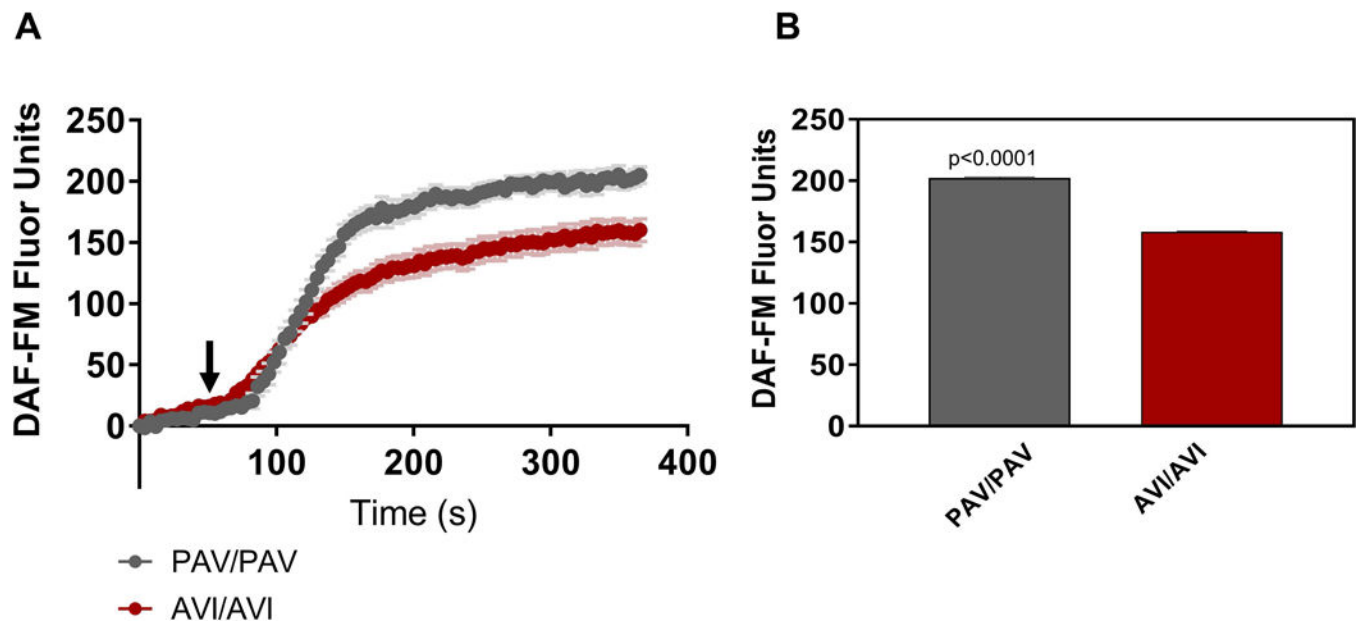 A
DAF-FM Fluor Units
250
200
150
100
50
0
100 200 300 400
Time (s)
PAV/PAV
AVI/AVI
B
DAF-FM Fluor Units
250
200
150
100
50
0
p<0.0001
PAV/PAV
AVI/AVI